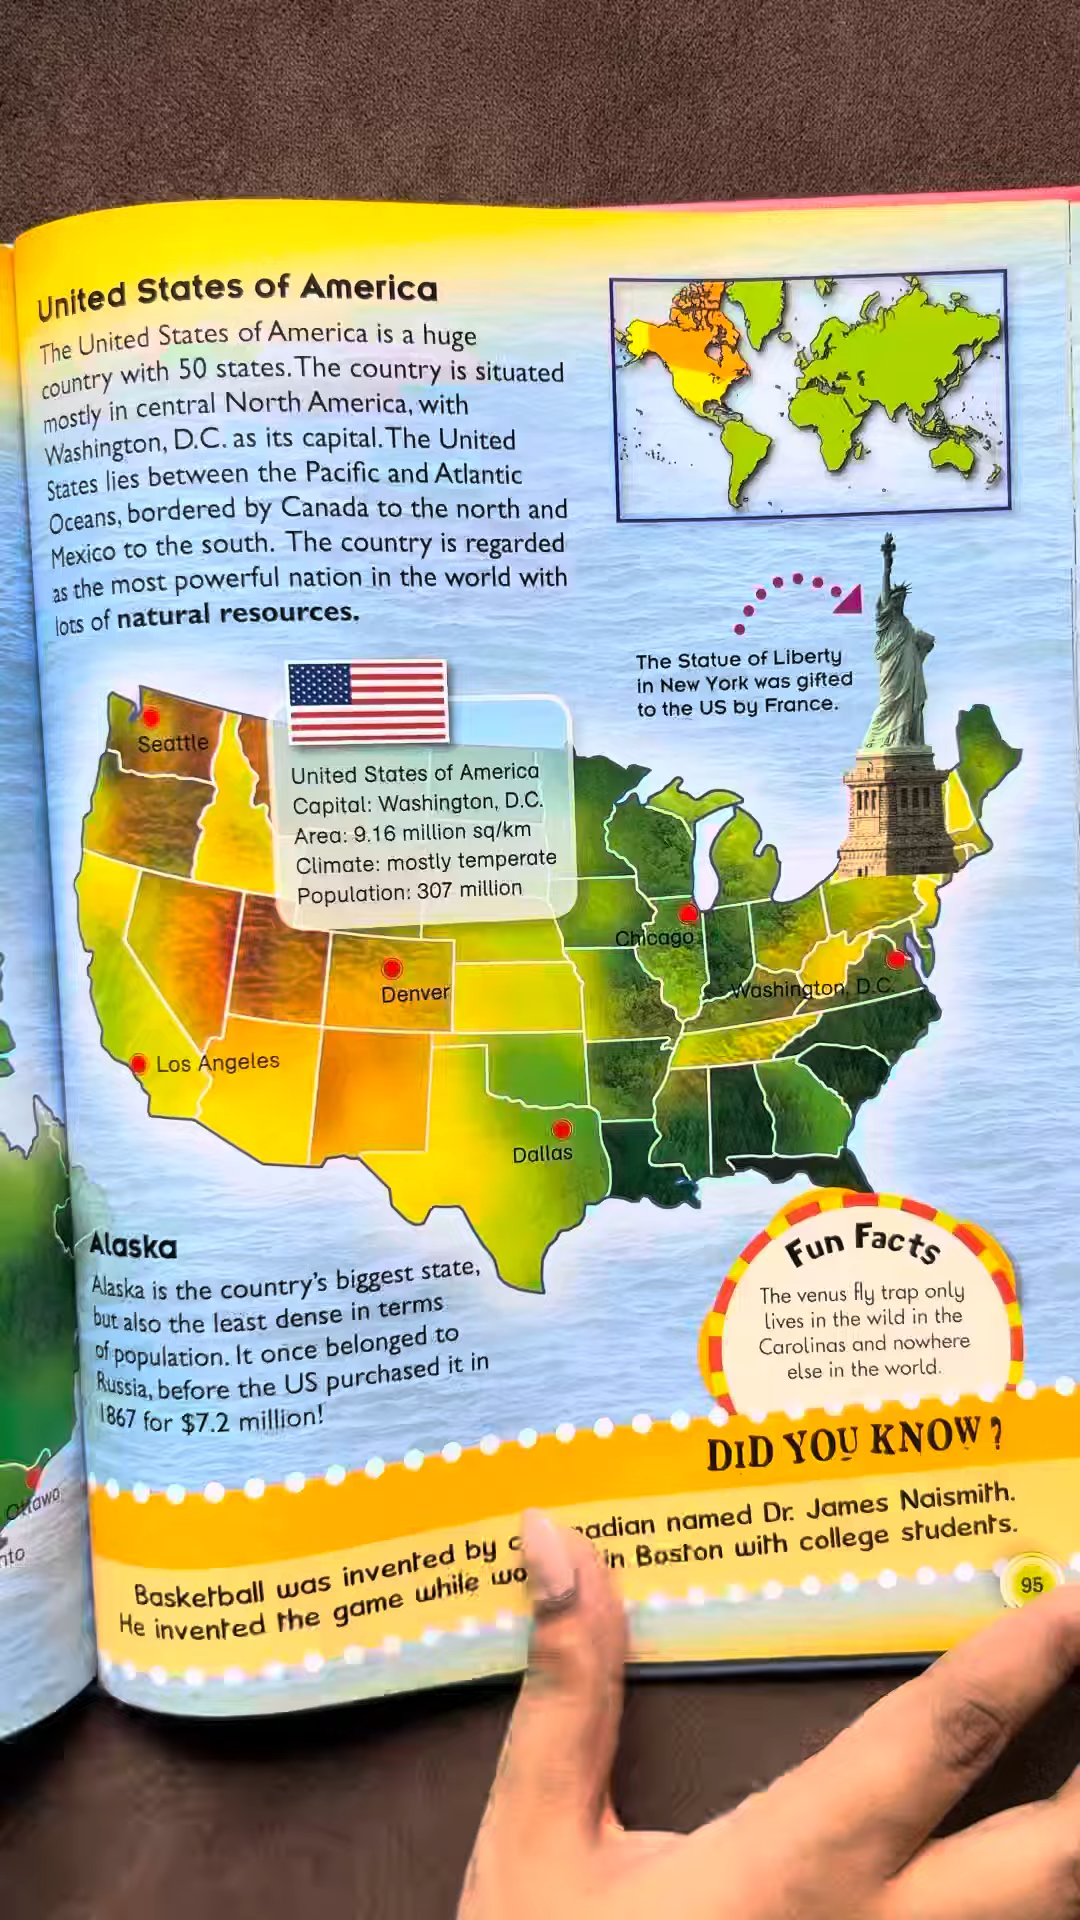 United States of America
The United States of America is a huge
country with 50 states. The country is situated
mostly in central North America, with
Washington, D.C. as its capital. The United
States lies between the Pacific and Atlantic
Oceans, bordered by Canada to the north and
Mexico to the south. The country is regarded
as the most powerful nation in the world with
lots of natural resources.
The Statue of Liberty
in New York was gifted
to the US by France.
United States of America
Capital: Washington, D.C.
Area: 9.16 million sq/km
Climate: mostly temperate
Population: 307 million
Seattle
Chicago
Denver
Washington, D.C.
Los Angeles
Dallas
Alaska
Alaska is the country's biggest state,
but also the least dense in terms
of population. It once belonged to
Russia, before the US purchased it in
1867 for $7.2 million!
Fun Facts
The venus fly trap only
lives in the wild in the
Carolinas and nowhere
else in the world.
DID YOU KNOW?
Basketball was invented by named Dr. James Naismith.
He invented the game while in Boston with college students.
95
Ottawa